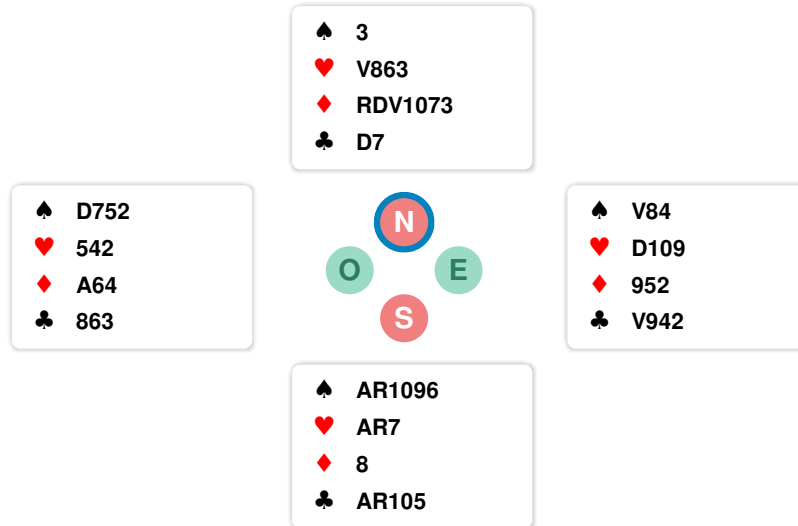 ♠ 3
♥ V863
♦ RDV1073
♣ D7
♠ D752
♥ 542
♦ A64
♣ 863
N
O E
S
♠ V84
♥ D109
♦ 952
♣ V942
♠ AR1096
♥ AR7
♦ 8
♣ AR105